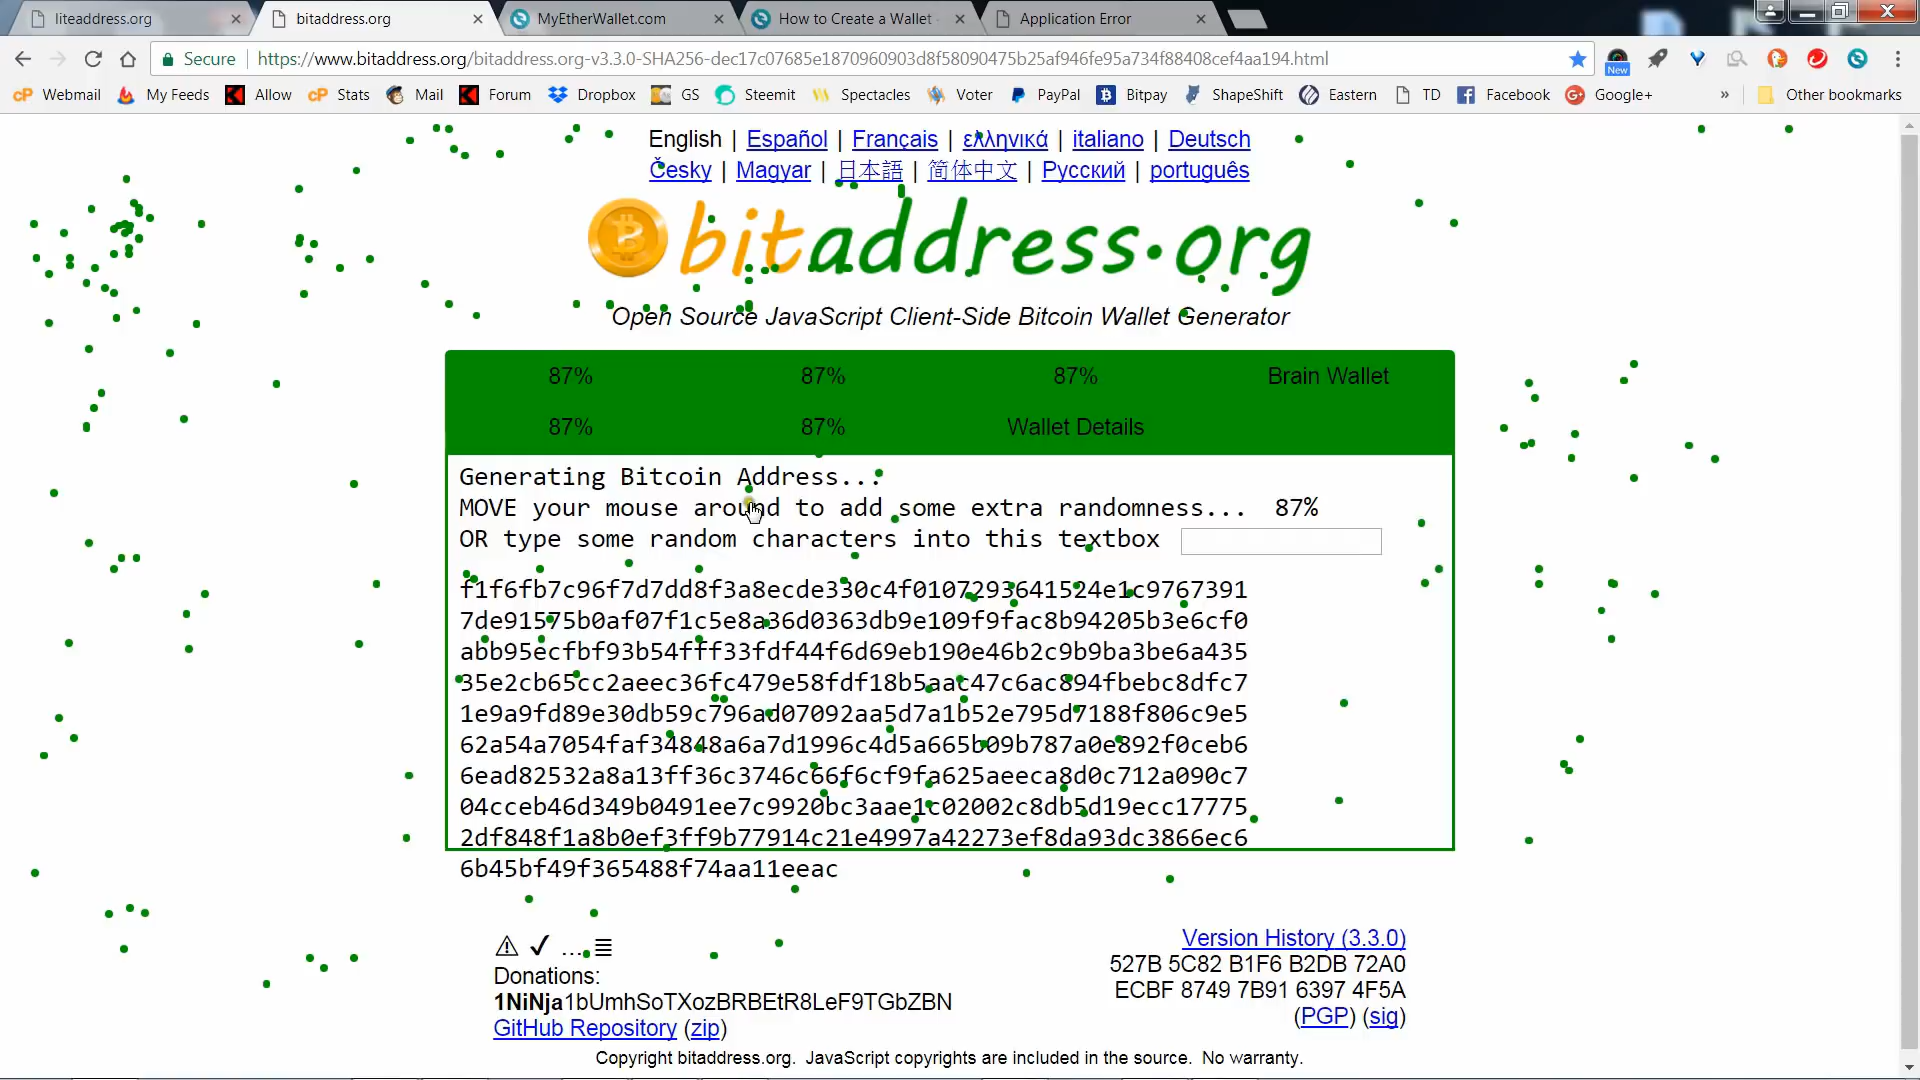 liteaddress.org
bitaddress.org
MyEtherWallet.com
How to Create a Wallet
Application Error
Secure
https://www.bitaddress.org/bitaddress.org-v3.3.0-SHA256-dec17c07685e1870960903d8f58090475b25af946fe95a734f88408cef4aa194.html
New
cP Webmail My Feeds Allow cP Stats Mail Forum Dropbox GS Steemit Spectacles Voter PayPal Bitpay ShapeShift Eastern TD Facebook Google+ » Other bookmarks
English | Español | Français | ελληνικά | italiano | Deutsch
Česky | Magyar | 日本語 | 简体中文 | Русский | português
bitaddress.org
Open Source JavaScript Client-Side Bitcoin Wallet Generator
87% 87% 87% Brain Wallet
87% 87% Wallet Details
Generating Bitcoin Address...
MOVE your mouse around to add some extra randomness... 87%
OR type some random characters into this textbox
f1f6fb7c96f7d7dd8f3a8ecde330c4f0107293641524e1c9767391
7de91575b0af07f1c5e8a36d0363db9e109f9fac8b94205b3e6cf0
abb95ecfbf93b54fff33fdf44f6d69eb190e46b2c9b9ba3be6a435
35e2cb65cc2aeec36fc479e58fdf18b5aac47c6ac894fbebc8dfc7
1e9a9fd89e30db59c796ad07092aa5d7a1b52e795d7188f806c9e5
62a54a7054faf34848a6a7d1996c4d5a665b09b787a0e892f0ceb6
6ead82532a8a13ff36c3746c66f6cf9fa625aeeca8d0c712a090c7
04cceb46d349b0491ee7c9920bc3aae1c02002c8db5d19ecc17775
2df848f1a8b0ef3ff9b77914c21e4997a42273ef8da93dc3866ec6
6b45bf49f365488f74aa11eeac
Donations:
1NiNja1bUmhSoTXozBRBEtR8LeF9TGbZBN
GitHub Repository (zip)
Version History (3.3.0)
527B 5C82 B1F6 B2DB 72A0
ECBF 8749 7B91 6397 4F5A
(PGP) (sig)
Copyright bitaddress.org. JavaScript copyrights are included in the source. No warranty.